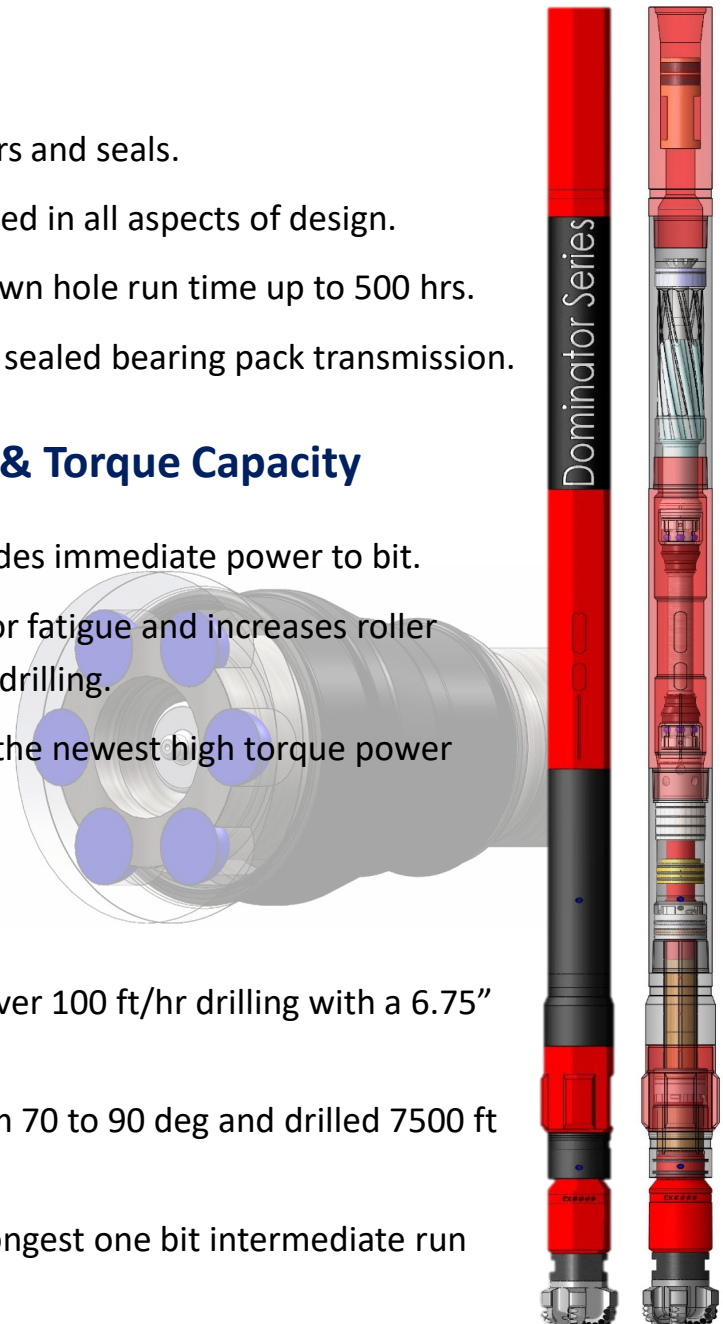 rs and seals.
ed in all aspects of design.
wn hole run time up to 500 hrs.
sealed bearing pack transmission.
& Torque Capacity
des immediate power to bit.
or fatigue and increases roller
drilling.
the newest high torque power
ver 100 ft/hr drilling with a 6.75”
n 70 to 90 deg and drilled 7500 ft
ongest one bit intermediate run
Dominator Series